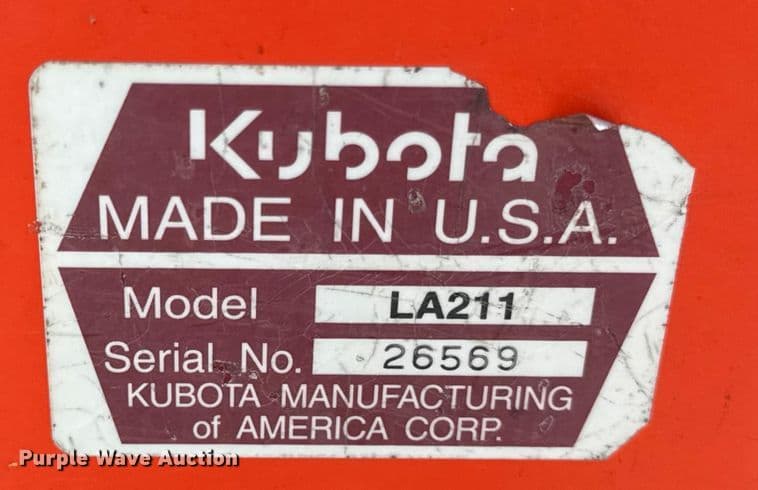 Kubota
MADE IN U.S.A.
Model LA211
Serial No. 26569
KUBOTA MANUFACTURING
of AMERICA CORP.
Purple Wave Auction